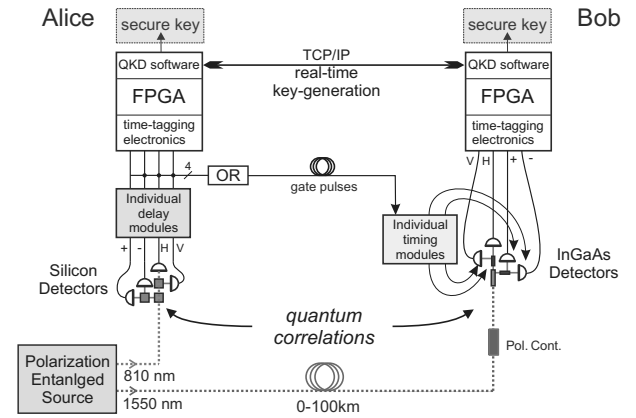 Alice
Bob
secure key
secure key
QKD software
TCP/IP
QKD software
real-time
key-generation
FPGA
FPGA
time-tagging
electronics
time-tagging
electronics
V H + -
4
OR
gate pulses
Individual
delay
modules
Individual
timing
modules
+ - H V
Silicon
Detectors
InGaAs
Detectors
quantum
correlations
Polarization
Entanlged
Source
810 nm
1550 nm
Pol. Cont.
0-100km